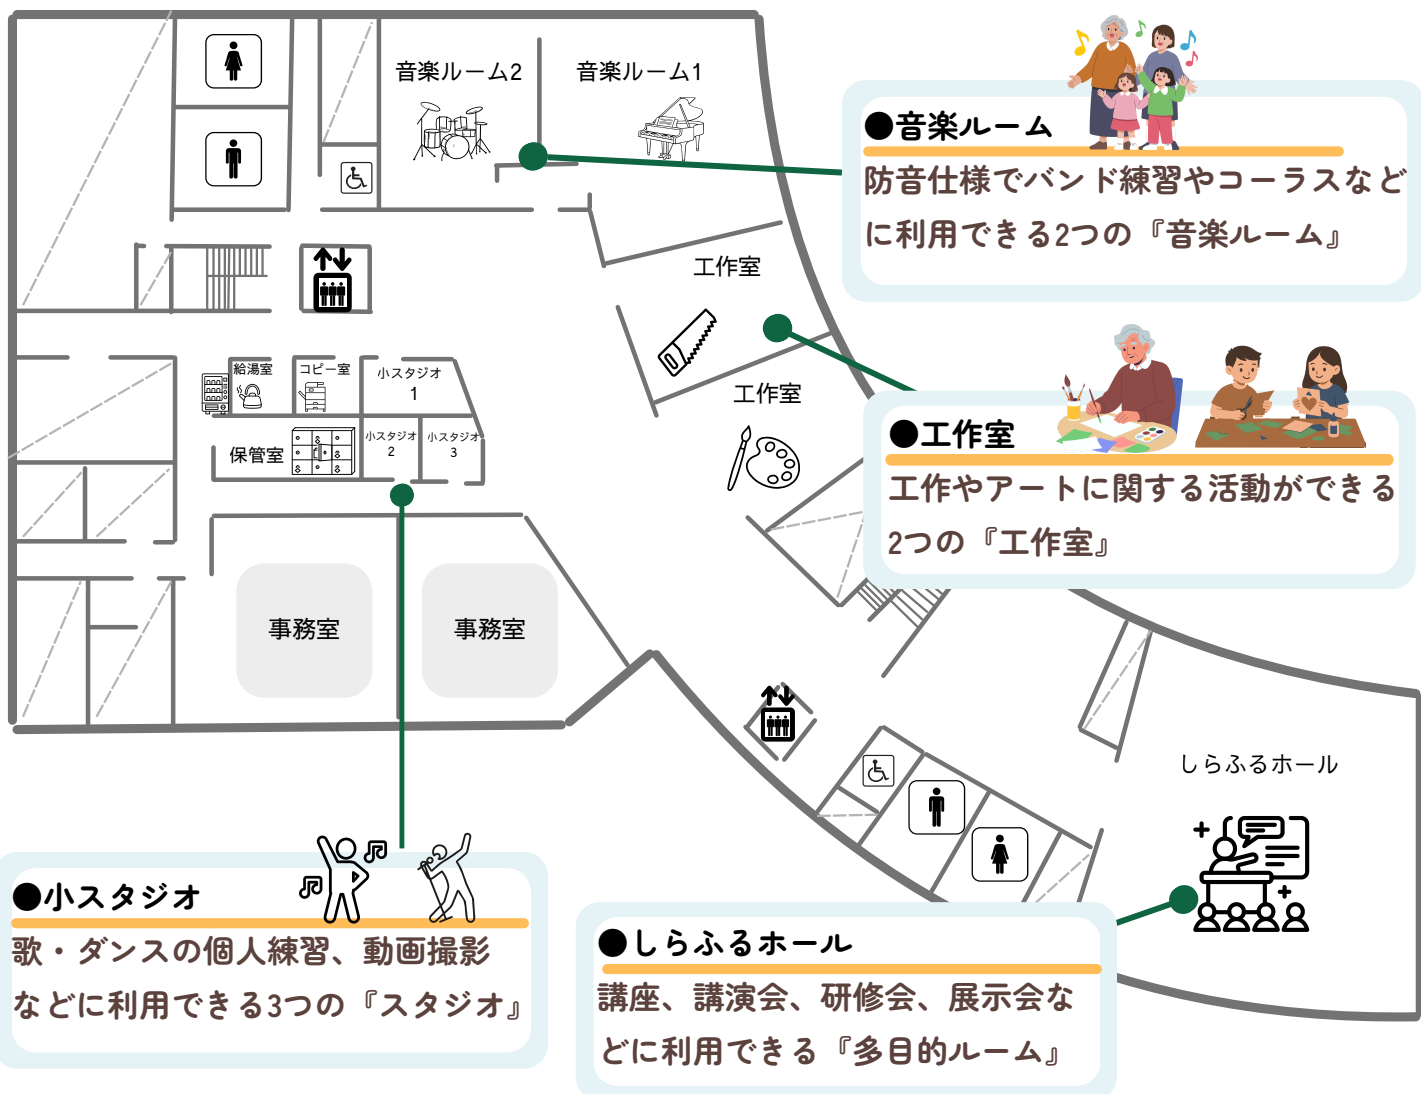 音楽ルーム2
音楽ルーム1
●音楽ルーム
防音仕様でバンド練習やコーラスなど
に利用できる2つの『音楽ルーム』
工作室
工作室
●工作室
工作やアートに関する活動ができる
2つの『工作室』
給湯室
コピー室
小スタジオ
1
保管室
小スタジオ
2
小スタジオ
3
事務室
事務室
しらふるホール
●小スタジオ
歌・ダンスの個人練習、動画撮影
などに利用できる3つの『スタジオ』
●しらふるホール
講座、講演会、研修会、展示会な
どに利用できる『多目的ルーム』